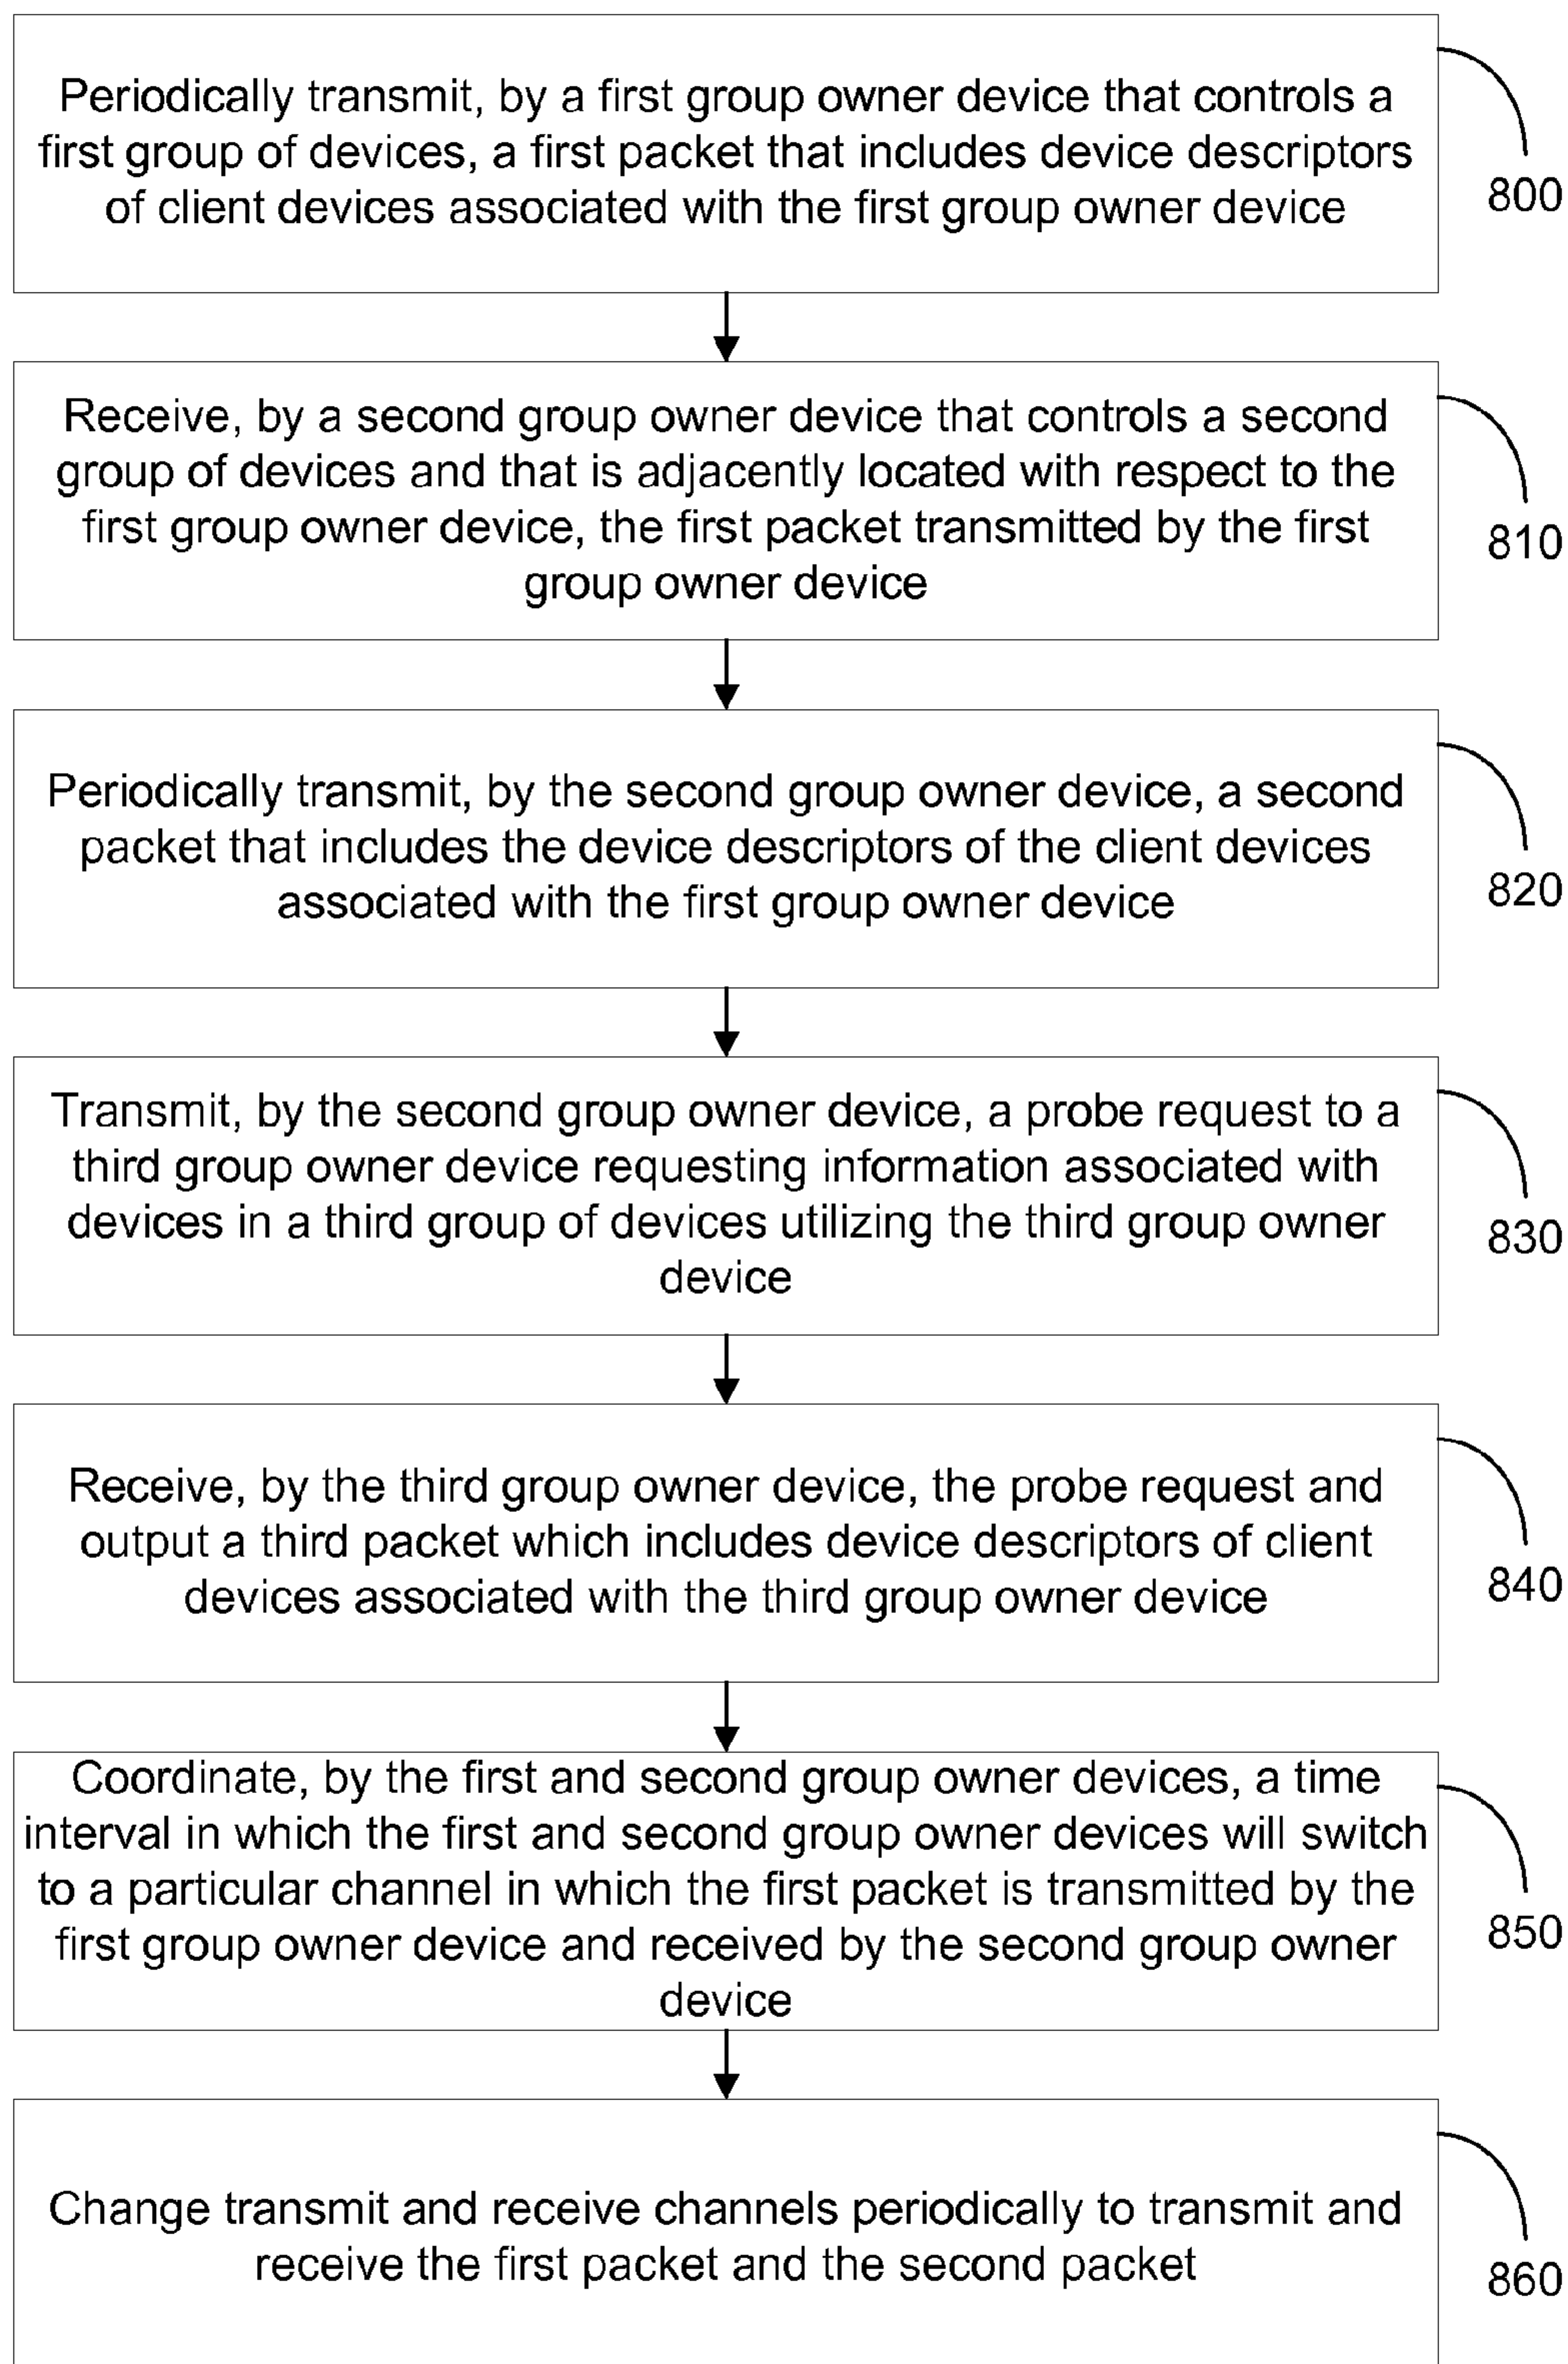 Periodically transmit, by a first group owner device that controls a
first group of devices, a first packet that includes device descriptors
of client devices associated with the first group owner device
800
Receive, by a second group owner device that controls a second
group of devices and that is adjacently located with respect to the
first group owner device, the first packet transmitted by the first
group owner device
810
Periodically transmit, by the second group owner device, a second
packet that includes the device descriptors of the client devices
associated with the first group owner device
820
Transmit, by the second group owner device, a probe request to a
third group owner device requesting information associated with
devices in a third group of devices utilizing the third group owner
device
830
Receive, by the third group owner device, the probe request and
output a third packet which includes device descriptors of client
devices associated with the third group owner device
840
Coordinate, by the first and second group owner devices, a time
interval in which the first and second group owner devices will switch
to a particular channel in which the first packet is transmitted by the
first group owner device and received by the second group owner
device
850
Change transmit and receive channels periodically to transmit and
receive the first packet and the second packet
860